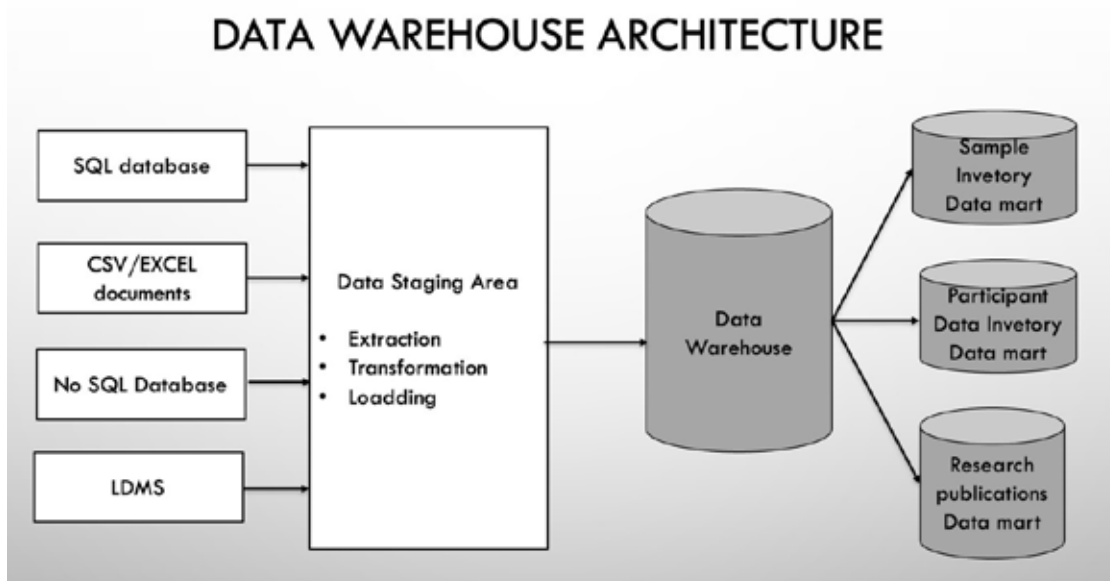 DATA WAREHOUSE ARCHITECTURE
SQL database
CSV/EXCEL
documents
No SQL Database
LDMS
Data Staging Area
• Extraction
• Transformation
• Loadding
Data
Warehouse
Sample
Invetory
Data mart
Participant
Data Invetory
Data mart
Research
publications
Data mart